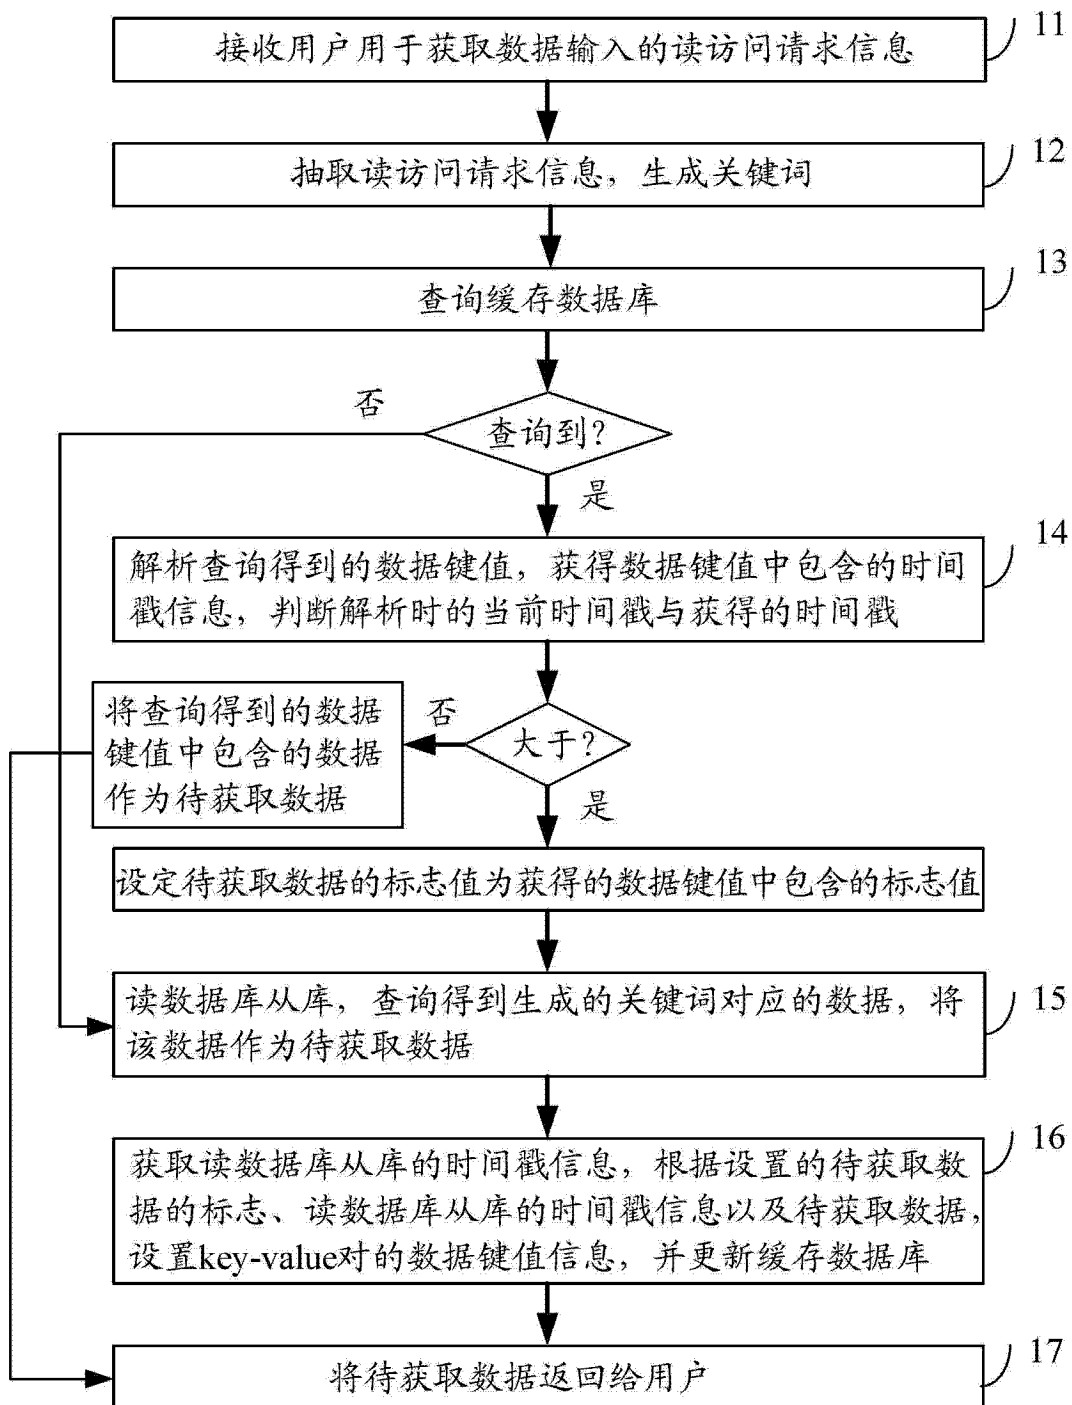 接收用户用于获取数据输入的读访问请求信息
11
抽取读访问请求信息，生成关键词
12
查询缓存数据库
13
查询到？
否
是
解析查询得到的数据键值，获得数据键值中包含的时间
戳信息，判断解析时的当前时间戳与获得的时间戳
14
大于？
否
是
将查询得到的数据
键值中包含的数据
作为待获取数据
设定待获取数据的标志值为获得的数据键值中包含的标志值
读数据库从库，查询得到生成的关键词对应的数据，将
该数据作为待获取数据
15
获取读数据库从库的时间戳信息，根据设置的待获取数
据的标志、读数据库从库的时间戳信息以及待获取数据，
设置key-value对的数据键值信息，并更新缓存数据库
16
将待获取数据返回给用户
17